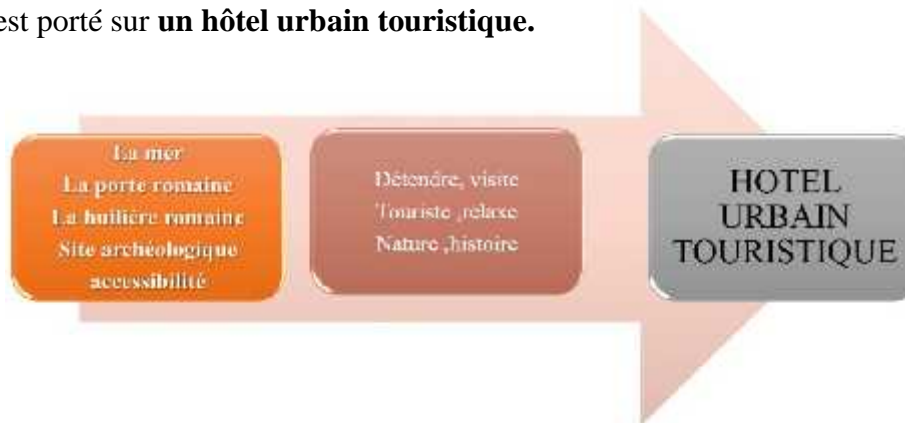 est porté sur un hôtel urbain touristique.
La mer
La porte romaine
La huilière romaine
Site archéologique
accessibilité
Détendre, visite
Touriste ,relaxe
Nature ,histoire
HOTEL
URBAIN
TOURISTIQUE